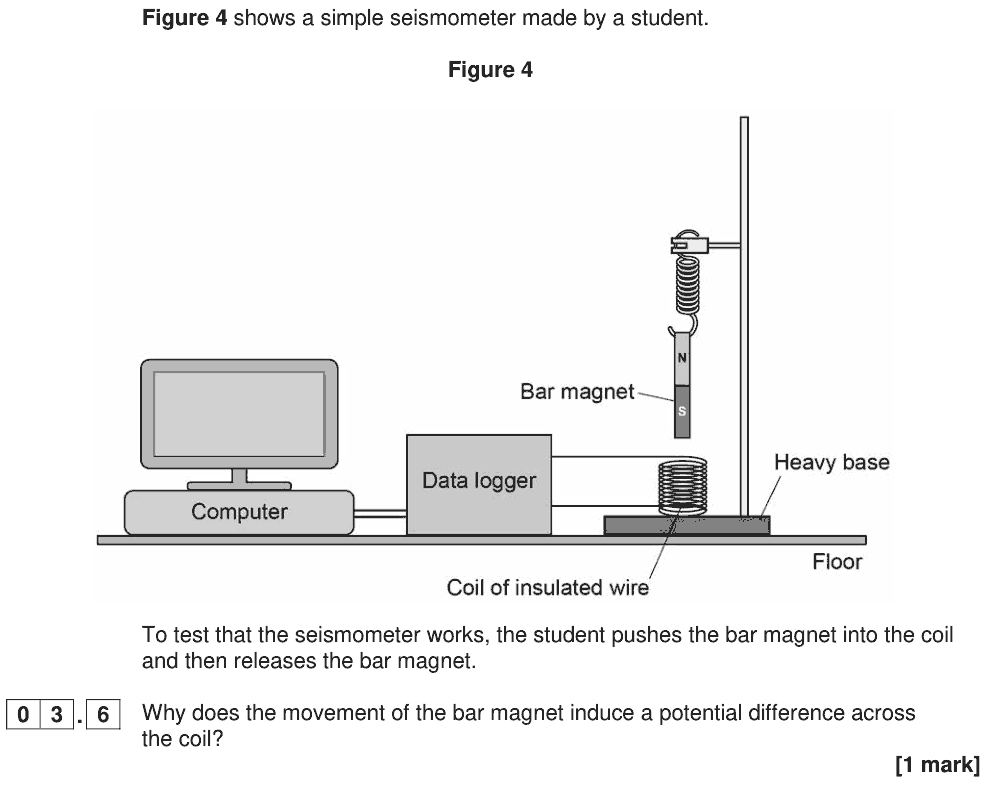 Figure 4 shows a simple seismometer made by a student.
Figure 4
N
Bar magnet
S
Heavy base
Data logger
Computer
Floor
Coil of insulated wire
To test that the seismometer works, the student pushes the bar magnet into the coil
and then releases the bar magnet.
0 3 . 6 Why does the movement of the bar magnet induce a potential difference across
the coil?
[1 mark]